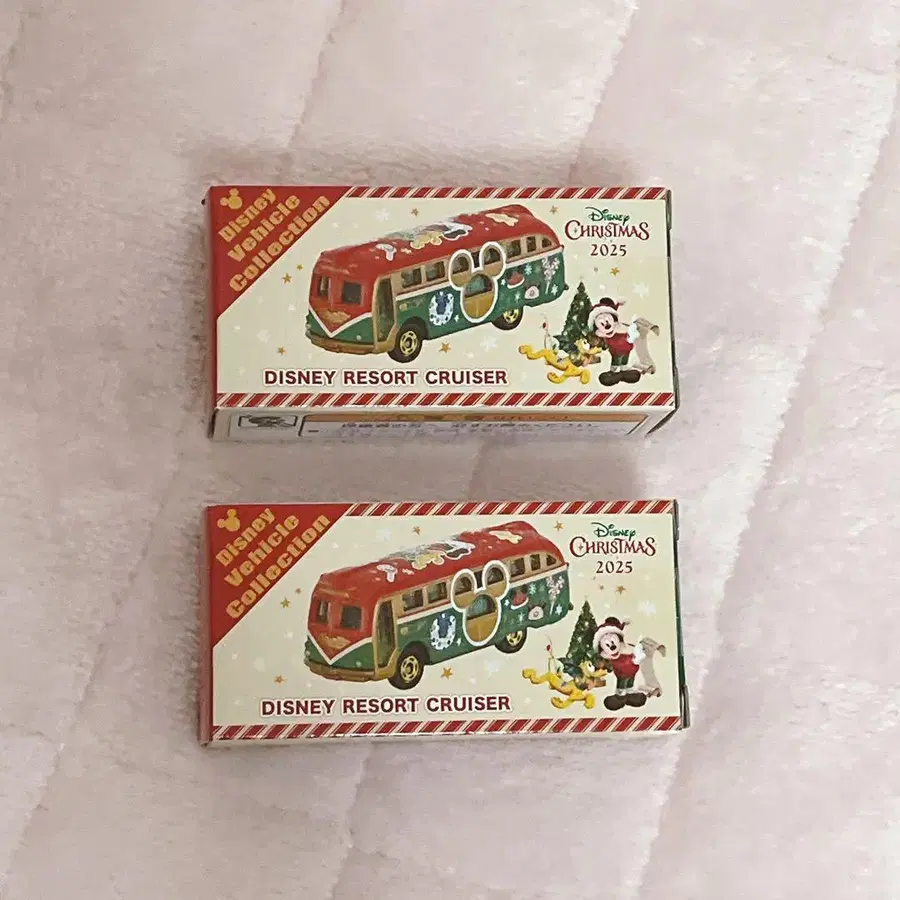 Disney
Vehicle
Collection
Disney
CHRISTMAS
2025
DISNEY RESORT CRUISER
Disney
Vehicle
Collection
Disney
CHRISTMAS
2025
DISNEY RESORT CRUISER